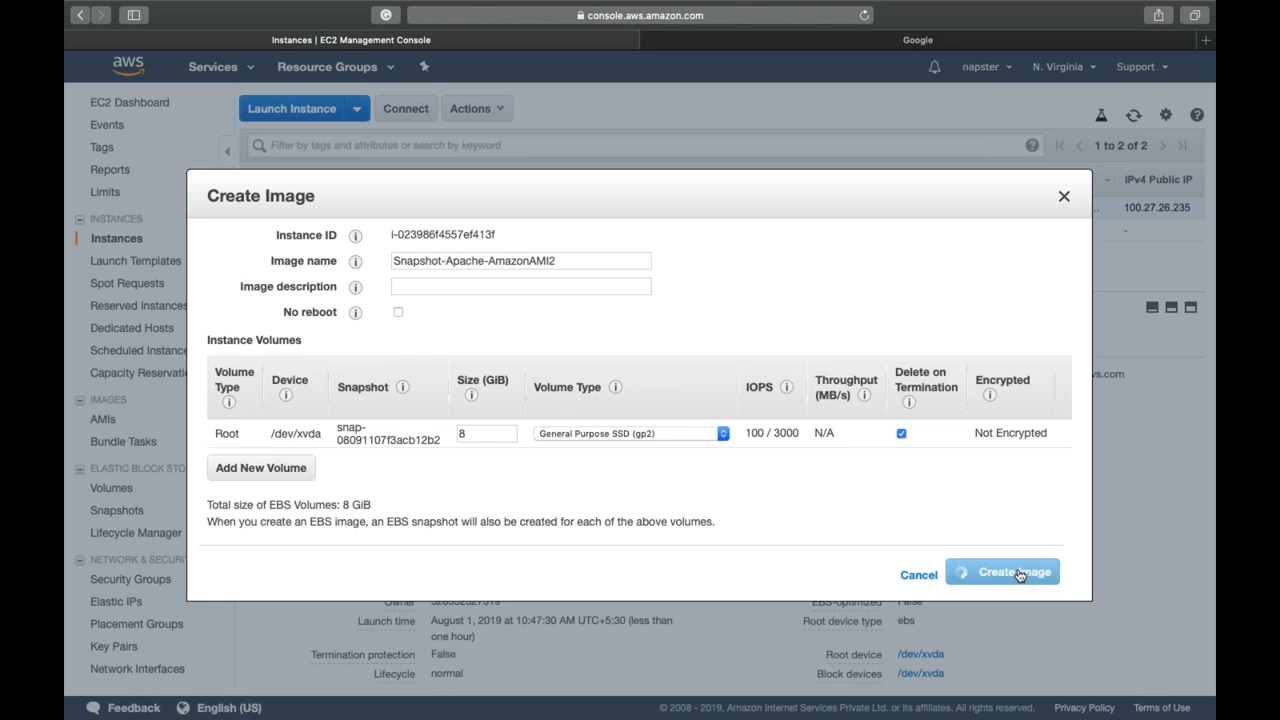 console.aws.amazon.com
Instances | EC2 Management Console
Google
aws
Services
Resource Groups
napster
N. Virginia
Support
EC2 Dashboard
Events
Tags
Reports
Limits
INSTANCES
Instances
Launch Templates
Spot Requests
Reserved Instances
Dedicated Hosts
Scheduled Instance
Capacity Reservati
IMAGES
AMIs
Bundle Tasks
ELASTIC BLOCK STO
Volumes
Snapshots
Lifecycle Manager
NETWORK & SECURIT
Security Groups
Elastic IPs
Placement Groups
Key Pairs
Network Interfaces
Launch Instance
Connect
Actions
Filter by tags and attributes or search by keyword
1 to 2 of 2
IPv4 Public IP
100.27.26.235
-
Create Image
Instance ID
i-023986f4557ef413f
Image name
Snapshot-Apache-AmazonAMI2
Image description
No reboot
Instance Volumes
Volume Type
Device
Snapshot
Size (GiB)
Volume Type
IOPS
Throughput (MB/s)
Delete on Termination
Encrypted
Root
/dev/xvda
snap-08091107f3acb12b2
8
General Purpose SSD (gp2)
100 / 3000
N/A
Not Encrypted
Add New Volume
Total size of EBS Volumes: 8 GiB
When you create an EBS image, an EBS snapshot will also be created for each of the above volumes.
Cancel
Create Image
vs.com
Owner
EBS-optimized
False
Launch time
August 1, 2019 at 10:47:30 AM UTC+5:30 (less than
one hour)
Root device type
ebs
Termination protection
False
Root device
/dev/xvda
Lifecycle
normal
Block devices
/dev/xvda
Feedback
English (US)
© 2008 - 2019, Amazon Internet Services Private Ltd. or its affiliates. All rights reserved.
Privacy Policy
Terms of Use